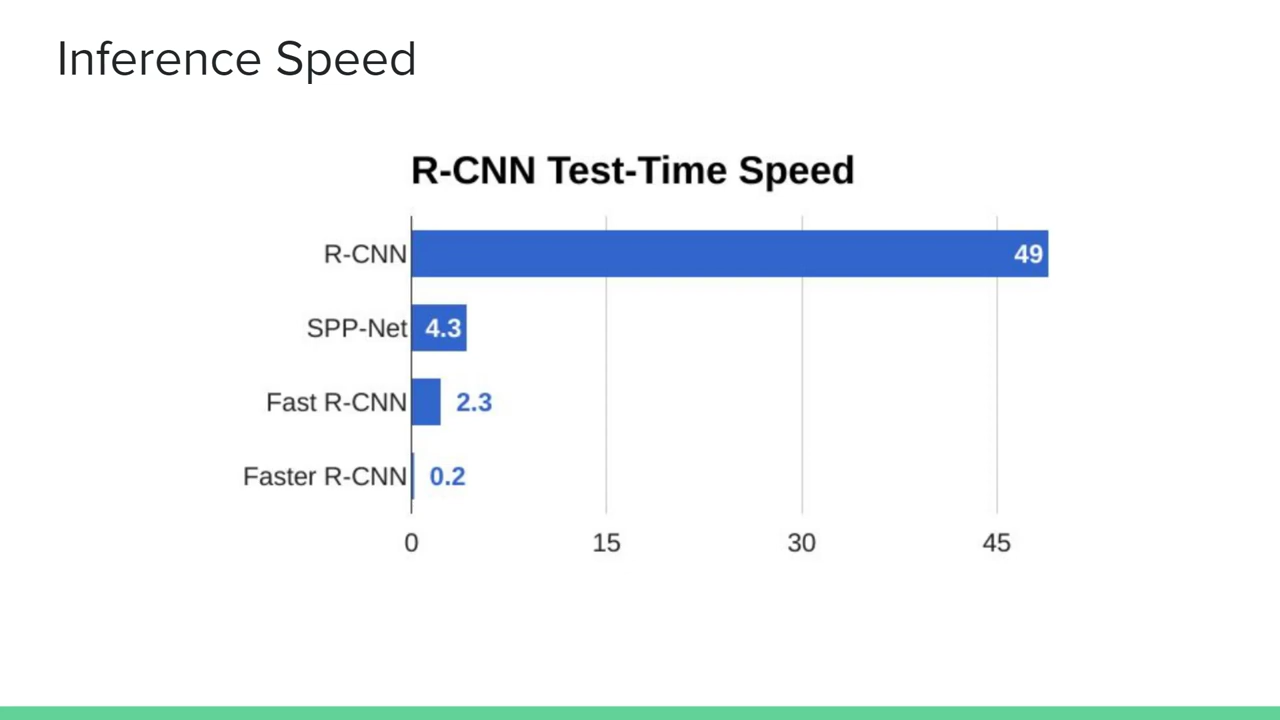 Inference Speed
R-CNN Test-Time Speed
R-CNN 49
SPP-Net 4.3
Fast R-CNN 2.3
Faster R-CNN 0.2
0 15 30 45